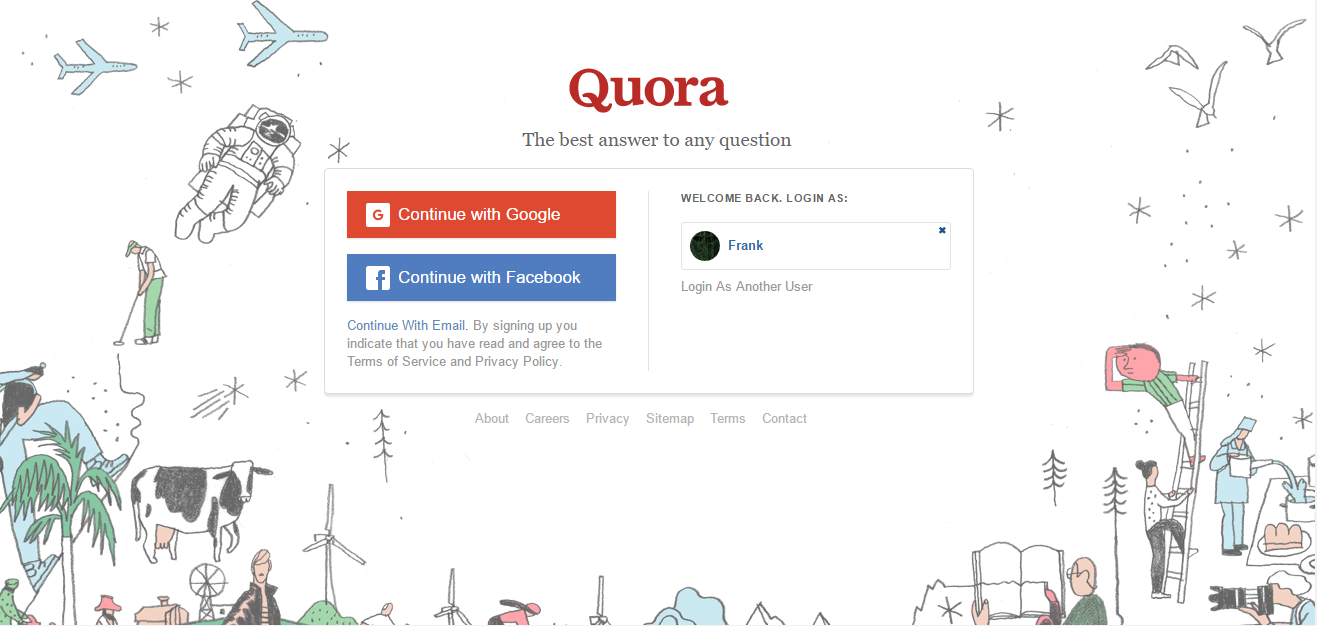 Quora
The best answer to any question
G Continue with Google
f Continue with Facebook
Continue With Email. By signing up you
indicate that you have read and agree to the
Terms of Service and Privacy Policy.
WELCOME BACK. LOGIN AS:
Frank
Login As Another User
About Careers Privacy Sitemap Terms Contact